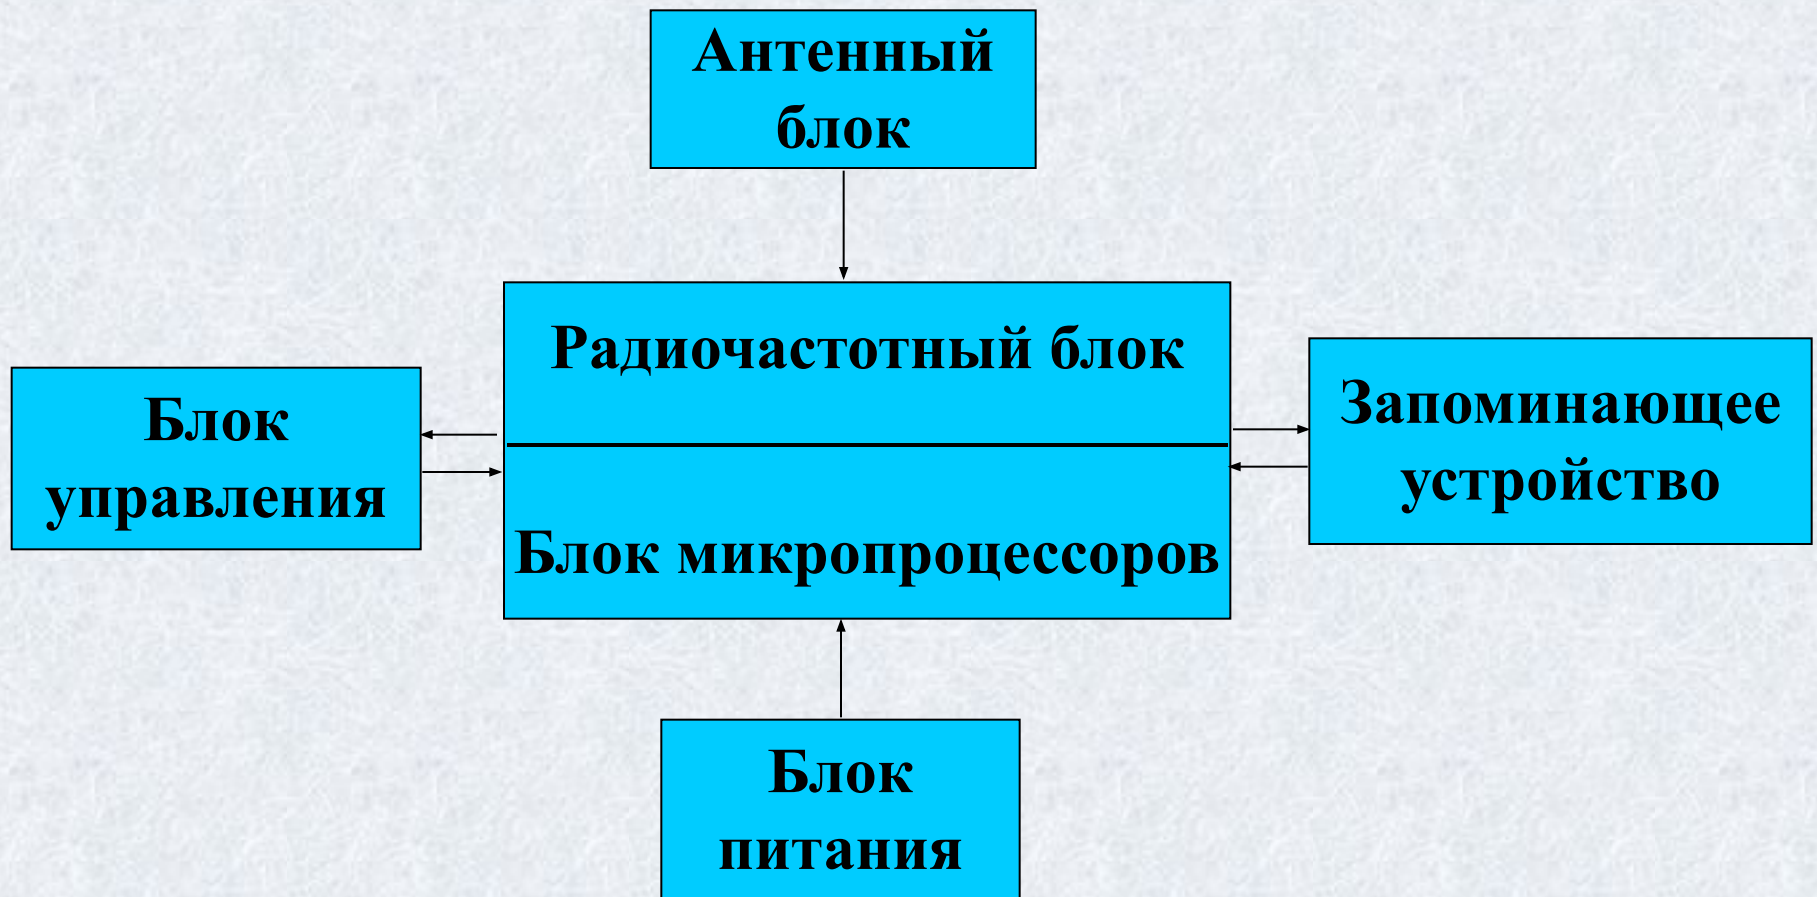 Антенный
блок
Радиочастотный блок
Блок
управления
Запоминающее
устройство
Блок микропроцессоров
Блок
питания